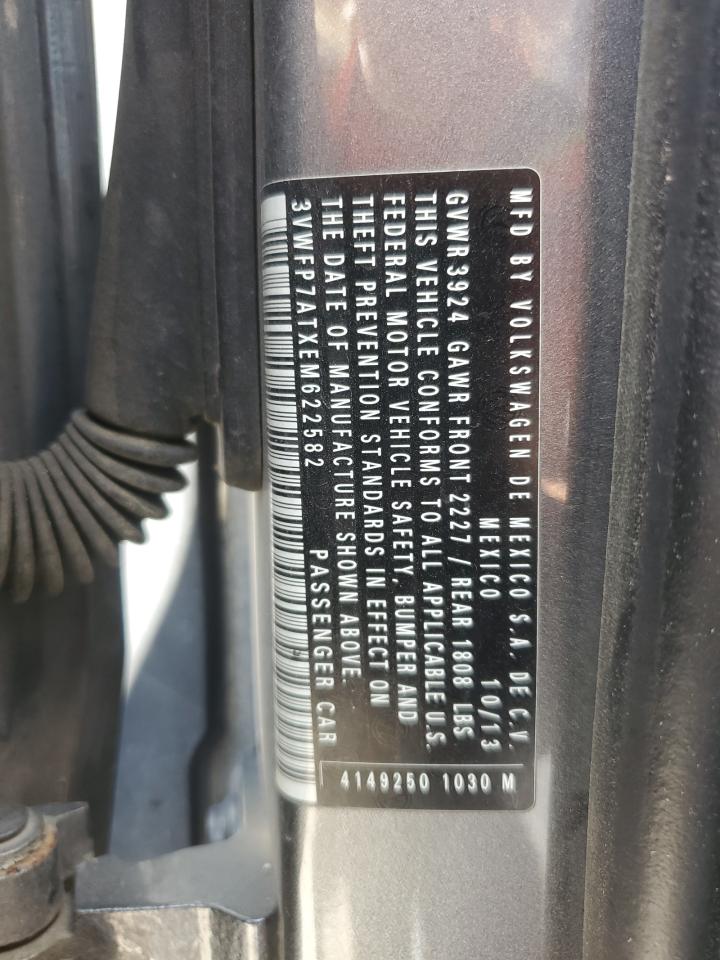 MFD BY VOLKSWAGEN DE MEXICO S.A. DE C.V.
MEXICO 10/13
GVWR 3924 GAWR FRONT 2227 / REAR 1808 LBS
THIS VEHICLE CONFORMS TO ALL APPLICABLE U.S.
FEDERAL MOTOR VEHICLE SAFETY, BUMPER AND
THEFT PREVENTION STANDARDS IN EFFECT ON
THE DATE OF MANUFACTURE SHOWN ABOVE.
3VWFP7ATXEM622582 PASSENGER CAR
4149250 1030 M